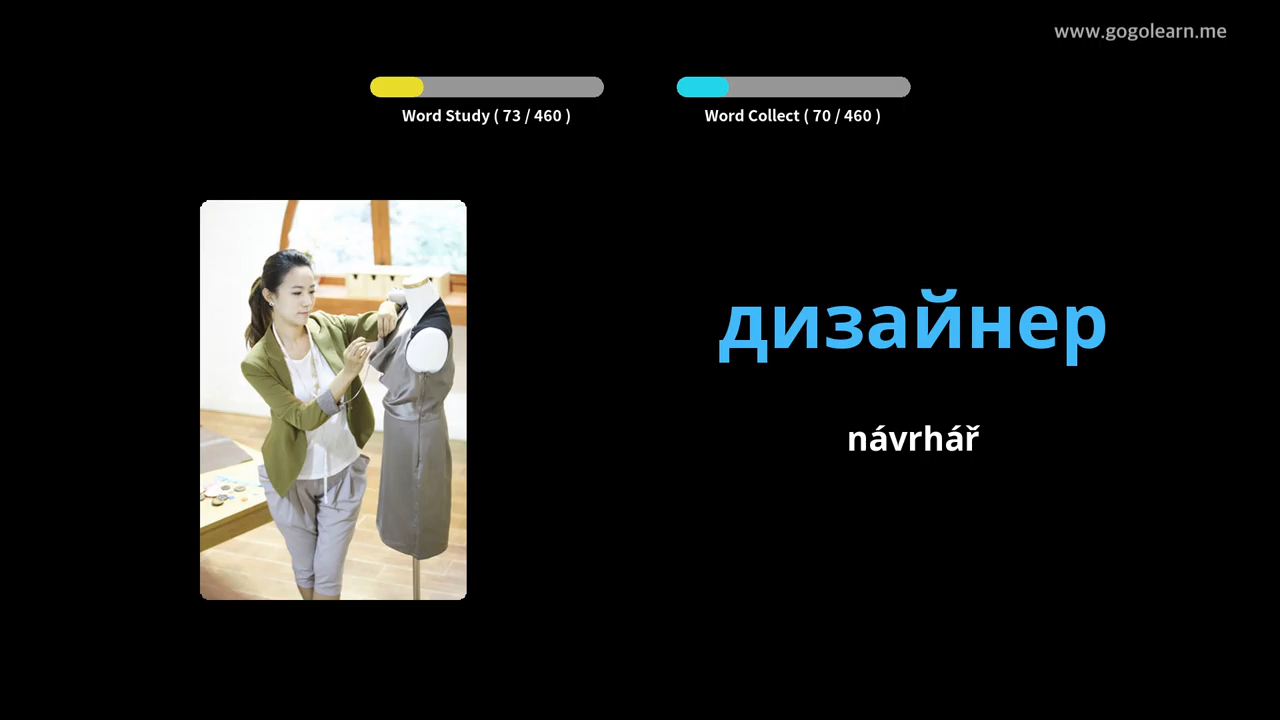 www.gogolearn.me
Word Study ( 73 / 460 )
Word Collect ( 70 / 460 )
дизайнер
návrhář